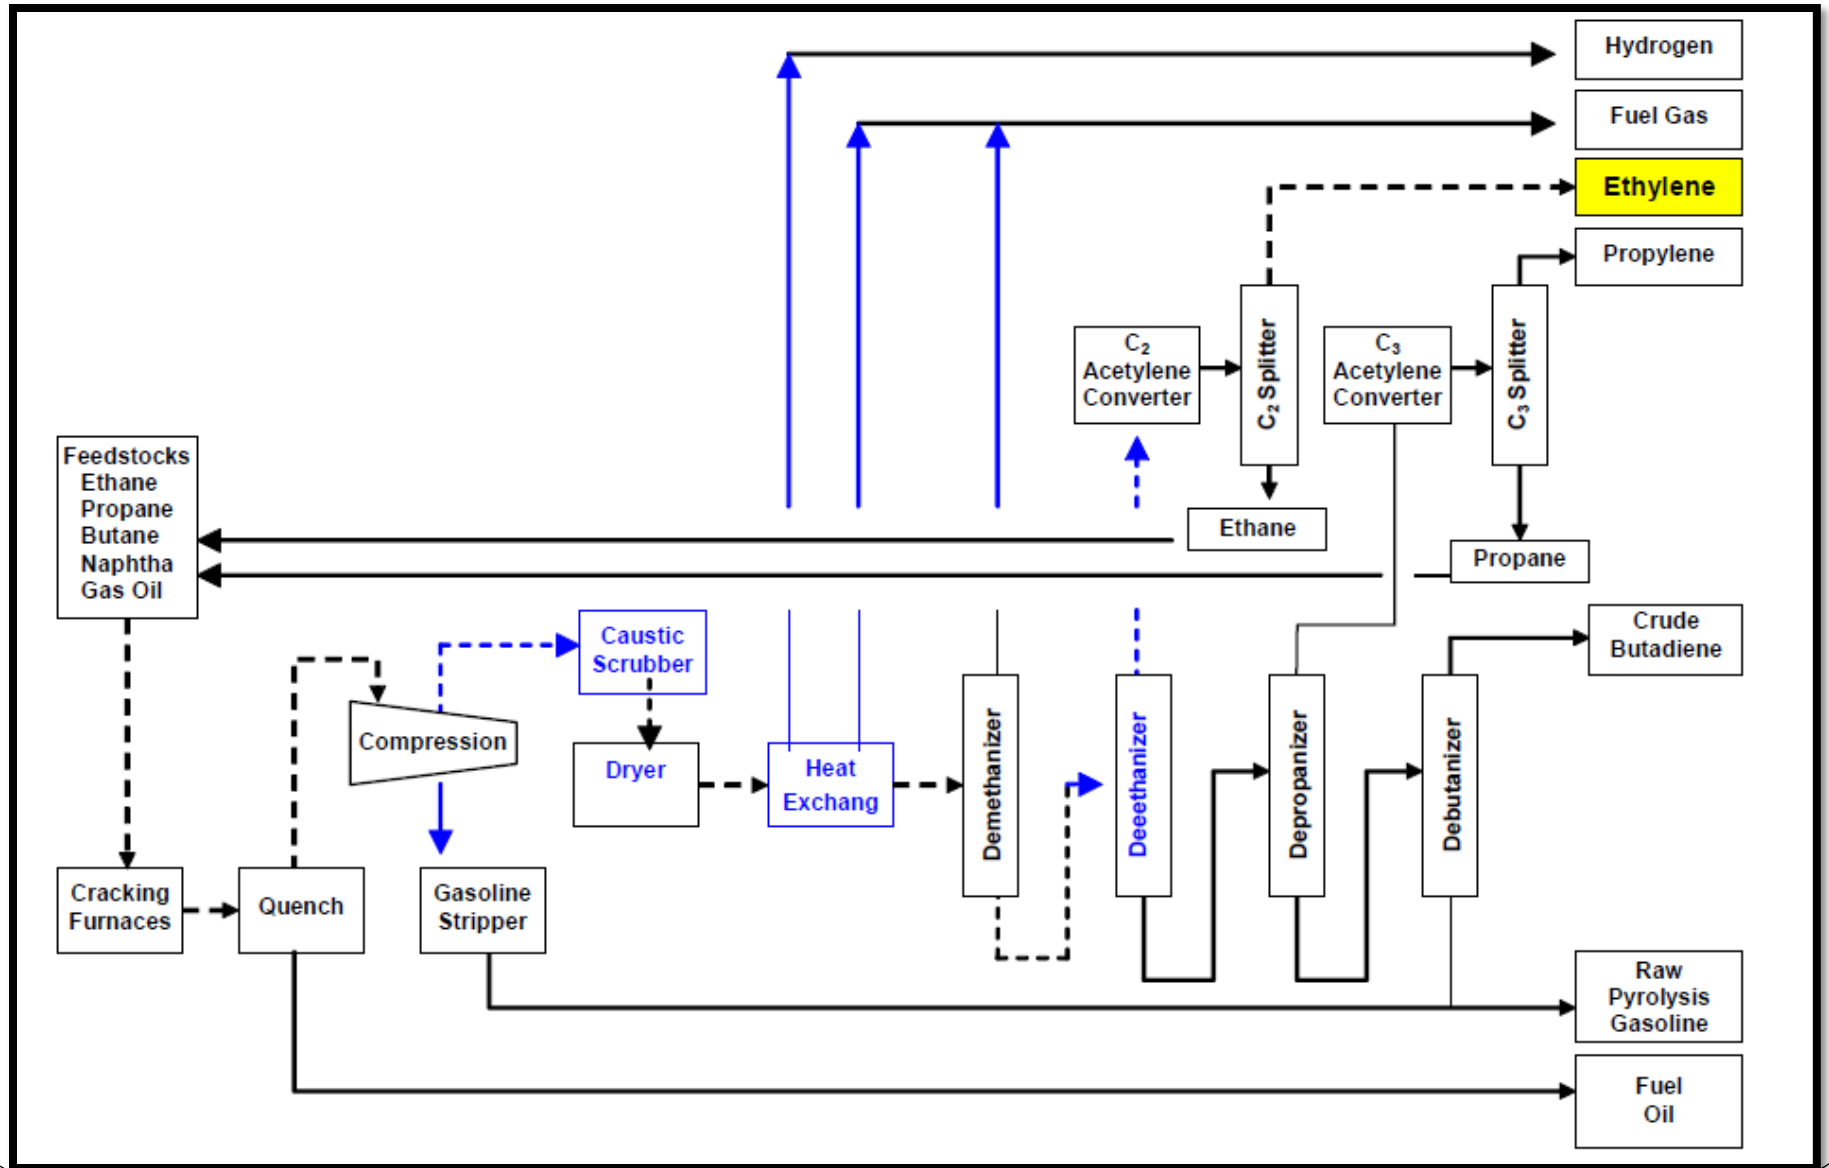 Hydrogen
Fuel Gas
Ethylene
Propylene
C₂
Acetylene
Converter
C₂ Splitter
C₃
Acetylene
Converter
C₃ Splitter
Feedstocks
Ethane
Propane
Butane
Naphtha
Gas Oil
Ethane
Propane
Caustic
Scrubber
Crude
Butadiene
Compression
Dryer
Heat
Exchang
Demethanizer
Deeethanizer
Depropanizer
Debutanizer
Cracking
Furnaces
Quench
Gasoline
Stripper
Raw
Pyrolysis
Gasoline
Fuel
Oil